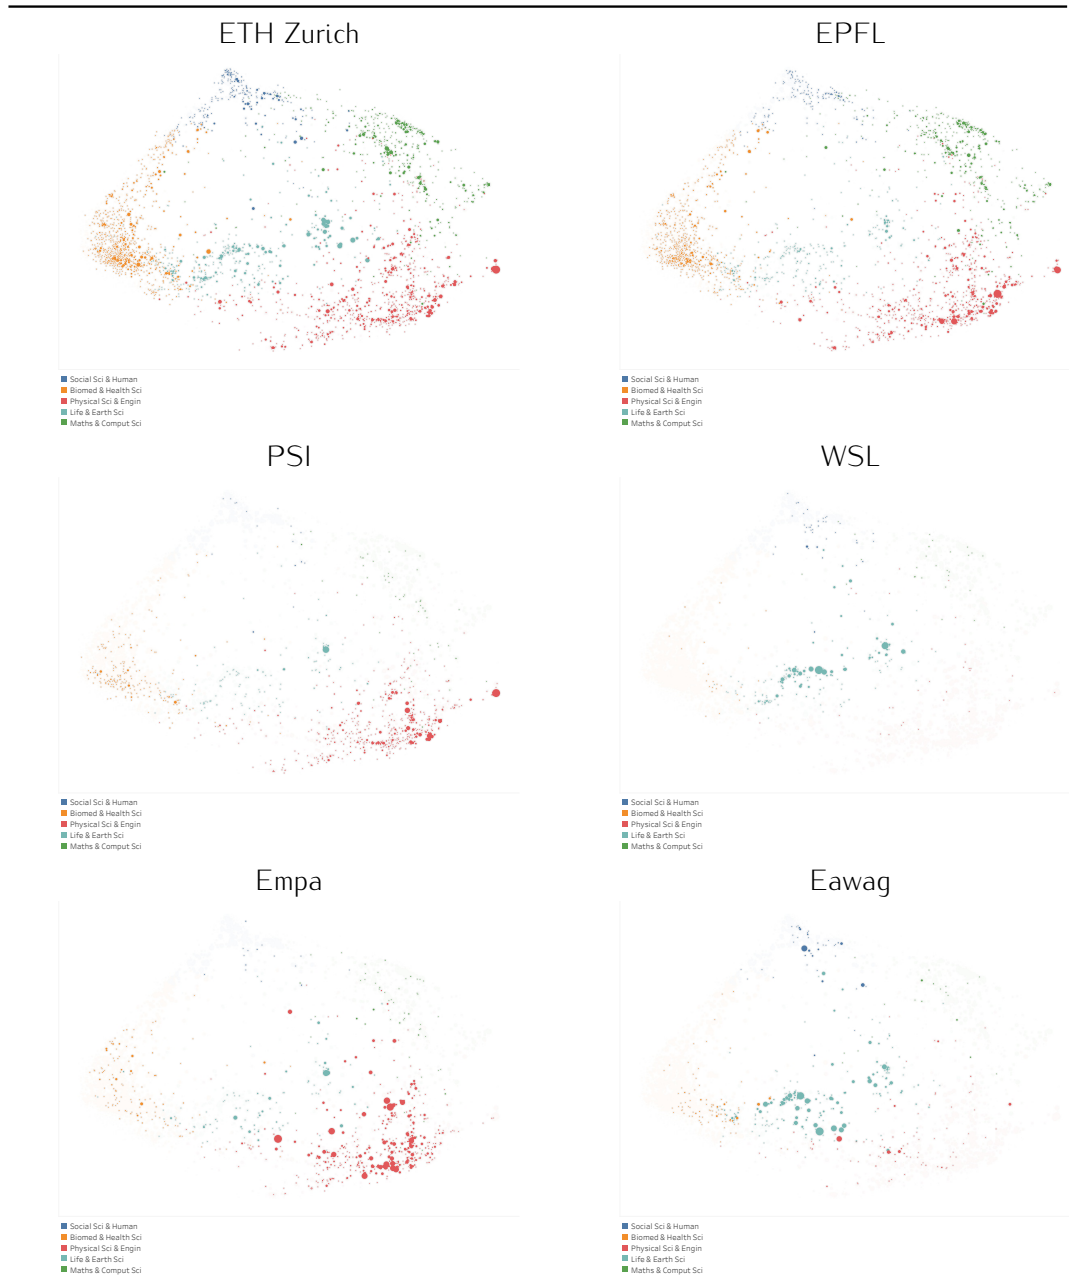 ETH Zurich
EPFL
Social Sci & Human
Biomed & Health Sci
Physical Sci & Engin
Life & Earth Sci
Maths & Comput Sci
Social Sci & Human
Biomed & Health Sci
Physical Sci & Engin
Life & Earth Sci
Maths & Comput Sci
PSI
WSL
Social Sci & Human
Biomed & Health Sci
Physical Sci & Engin
Life & Earth Sci
Maths & Comput Sci
Social Sci & Human
Biomed & Health Sci
Physical Sci & Engin
Life & Earth Sci
Maths & Comput Sci
Empa
Eawag
Social Sci & Human
Biomed & Health Sci
Physical Sci & Engin
Life & Earth Sci
Maths & Comput Sci
Social Sci & Human
Biomed & Health Sci
Physical Sci & Engin
Life & Earth Sci
Maths & Comput Sci